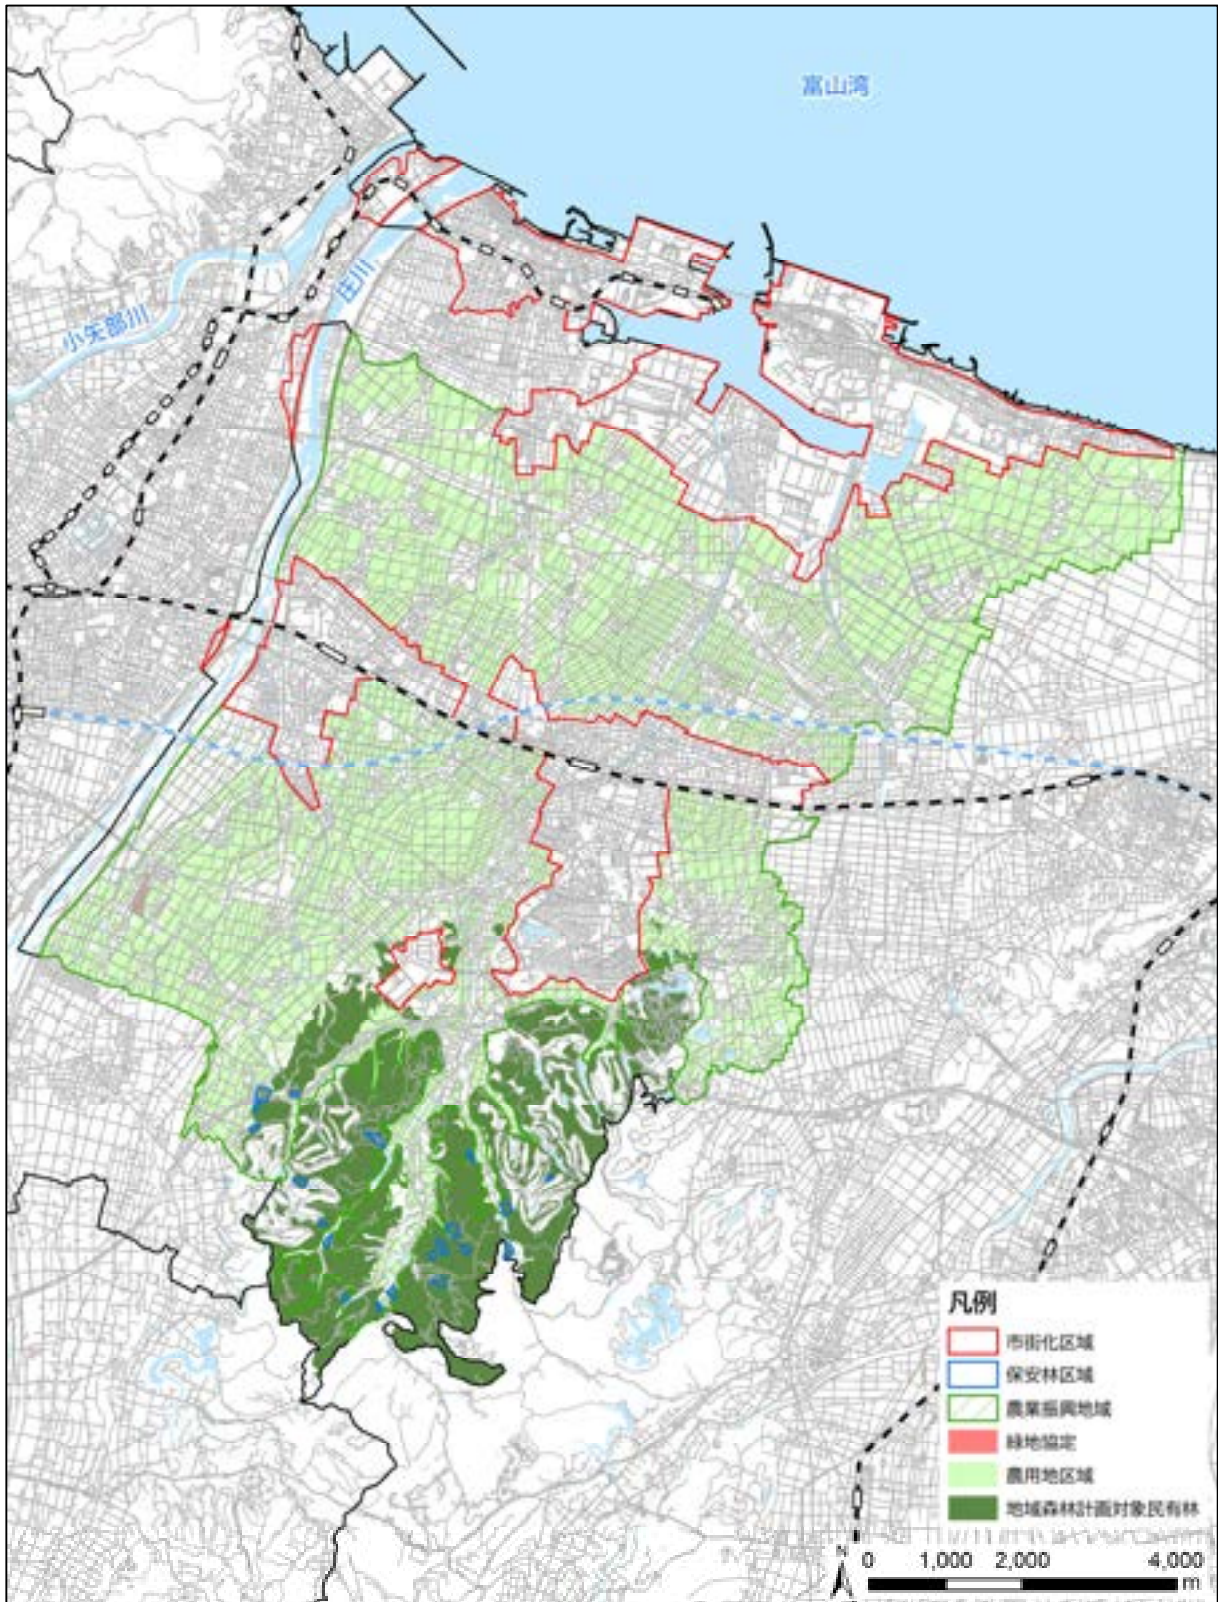 富山湾
庄川
小矢部川
凡例
市街化区域
保安林区域
農業振興地域
緑地協定
農用地区域
地域森林計画対象民有林
N
0 1,000 2,000 4,000
m